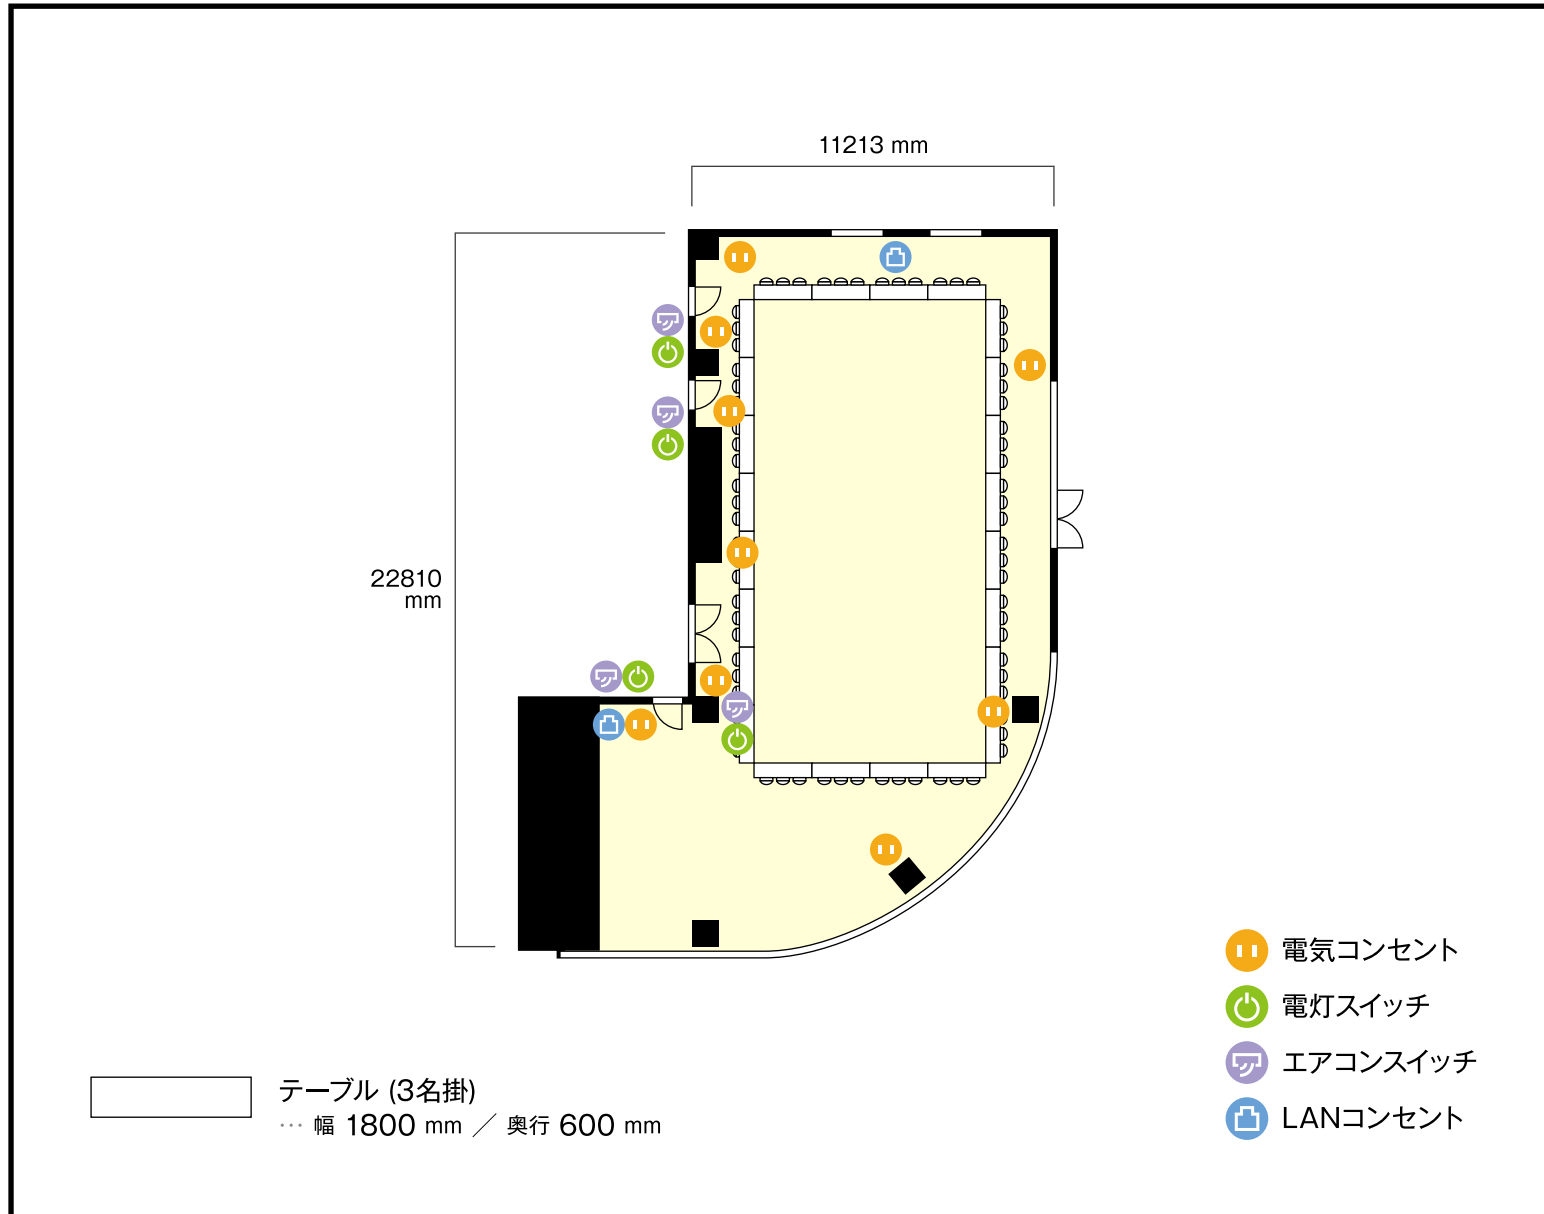 11213 mm
22810
mm
電気コンセント
電灯スイッチ
エアコンスイッチ
LANコンセント
テーブル (3名掛)
… 幅 1800 mm ／ 奥行 600 mm